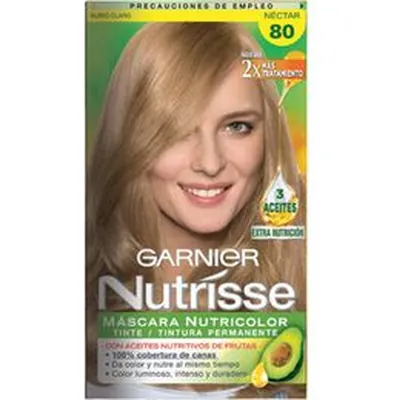 PRECAUCIONES DE EMPLEO
RUBIO CLARO
NÉCTAR
80
NUEVO
2x MÁS
TRATAMIENTO
3
ACEITES
EXTRA NUTRICIÓN
GARNIER
Nutrisse
MÁSCARA NUTRICOLOR
TINTE / TINTURA PERMANENTE
CON ACEITES NUTRITIVOS DE FRUTAS
• 100% cobertura de canas
• Da color y nutre al mismo tiempo
• Color luminoso, intenso y duradero